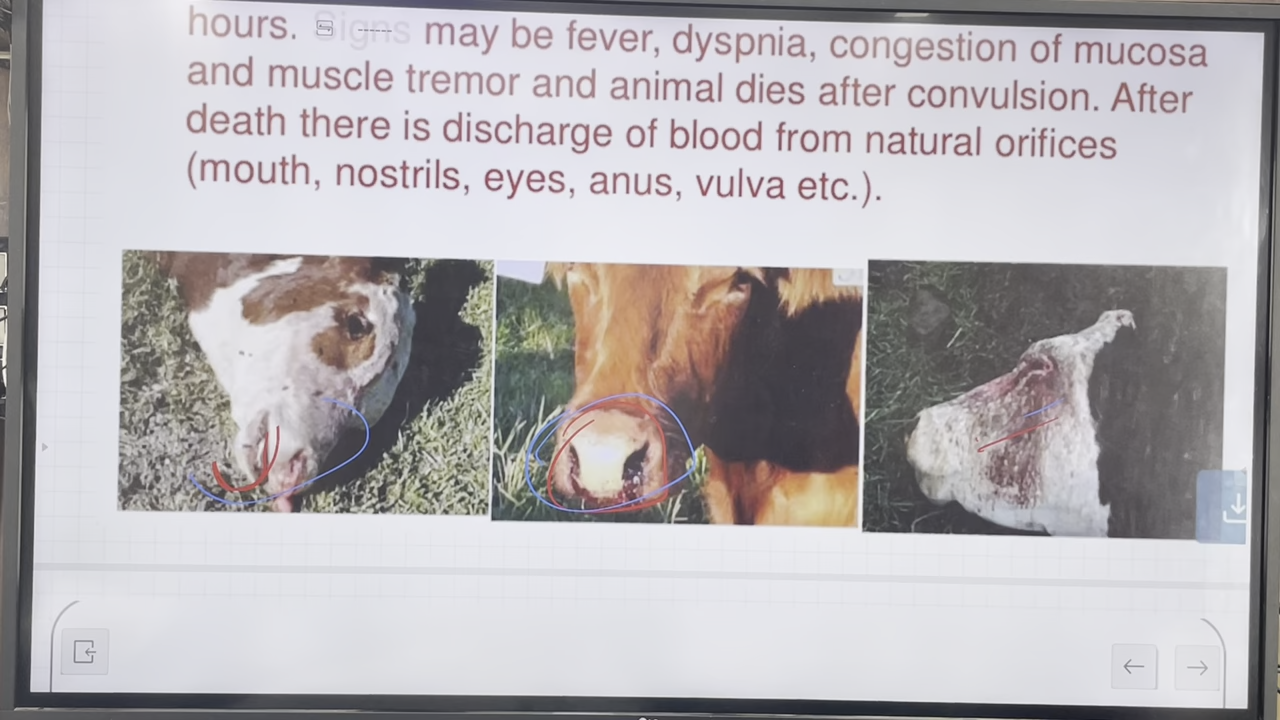 hours. Signs may be fever, dyspnia, congestion of mucosa
and muscle tremor and animal dies after convulsion. After
death there is discharge of blood from natural orifices
(mouth, nostrils, eyes, anus, vulva etc.).